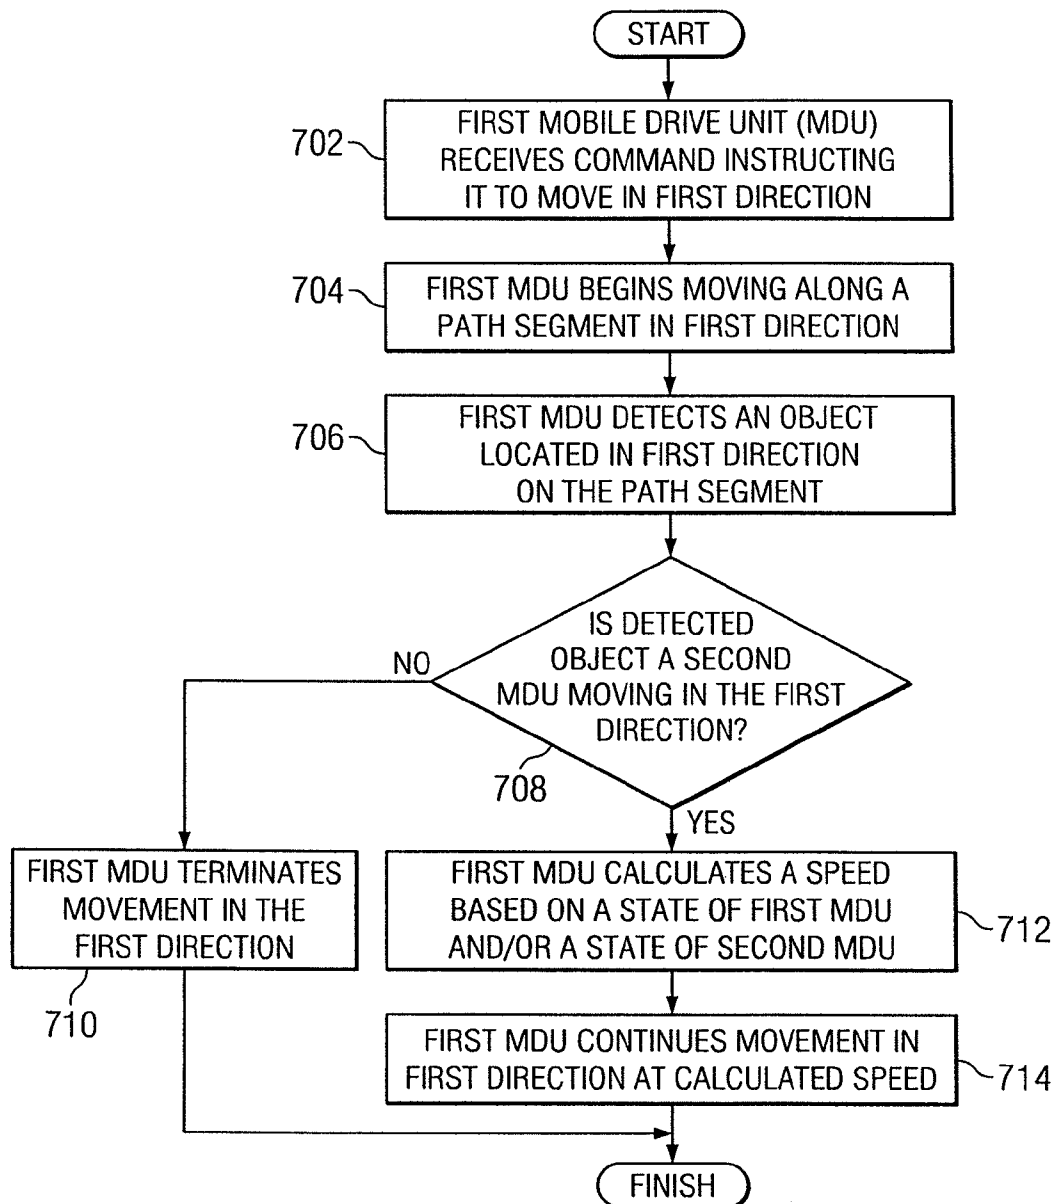 START
702
FIRST MOBILE DRIVE UNIT (MDU)
RECEIVES COMMAND INSTRUCTING
IT TO MOVE IN FIRST DIRECTION
704
FIRST MDU BEGINS MOVING ALONG A
PATH SEGMENT IN FIRST DIRECTION
706
FIRST MDU DETECTS AN OBJECT
LOCATED IN FIRST DIRECTION
ON THE PATH SEGMENT
IS DETECTED
OBJECT A SECOND
MDU MOVING IN THE FIRST
DIRECTION?
708
NO
FIRST MDU TERMINATES
MOVEMENT IN THE
FIRST DIRECTION
710
YES
FIRST MDU CALCULATES A SPEED
BASED ON A STATE OF FIRST MDU
AND/OR A STATE OF SECOND MDU
712
FIRST MDU CONTINUES MOVEMENT IN
FIRST DIRECTION AT CALCULATED SPEED
714
FINISH